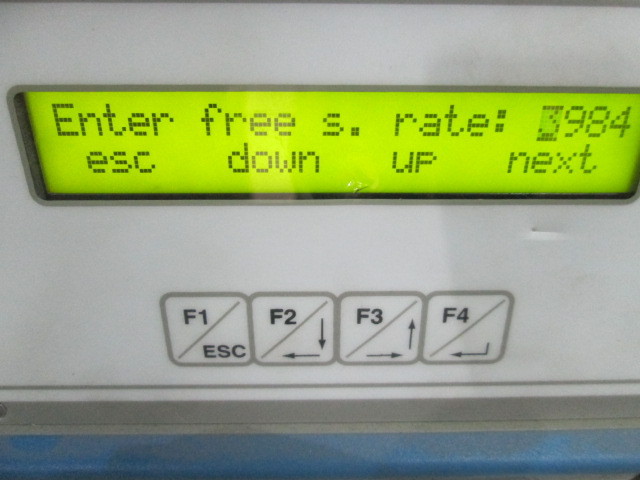 Enter free s. rate: 3984
esc down up next
F1 F2 F3 F4
ESC